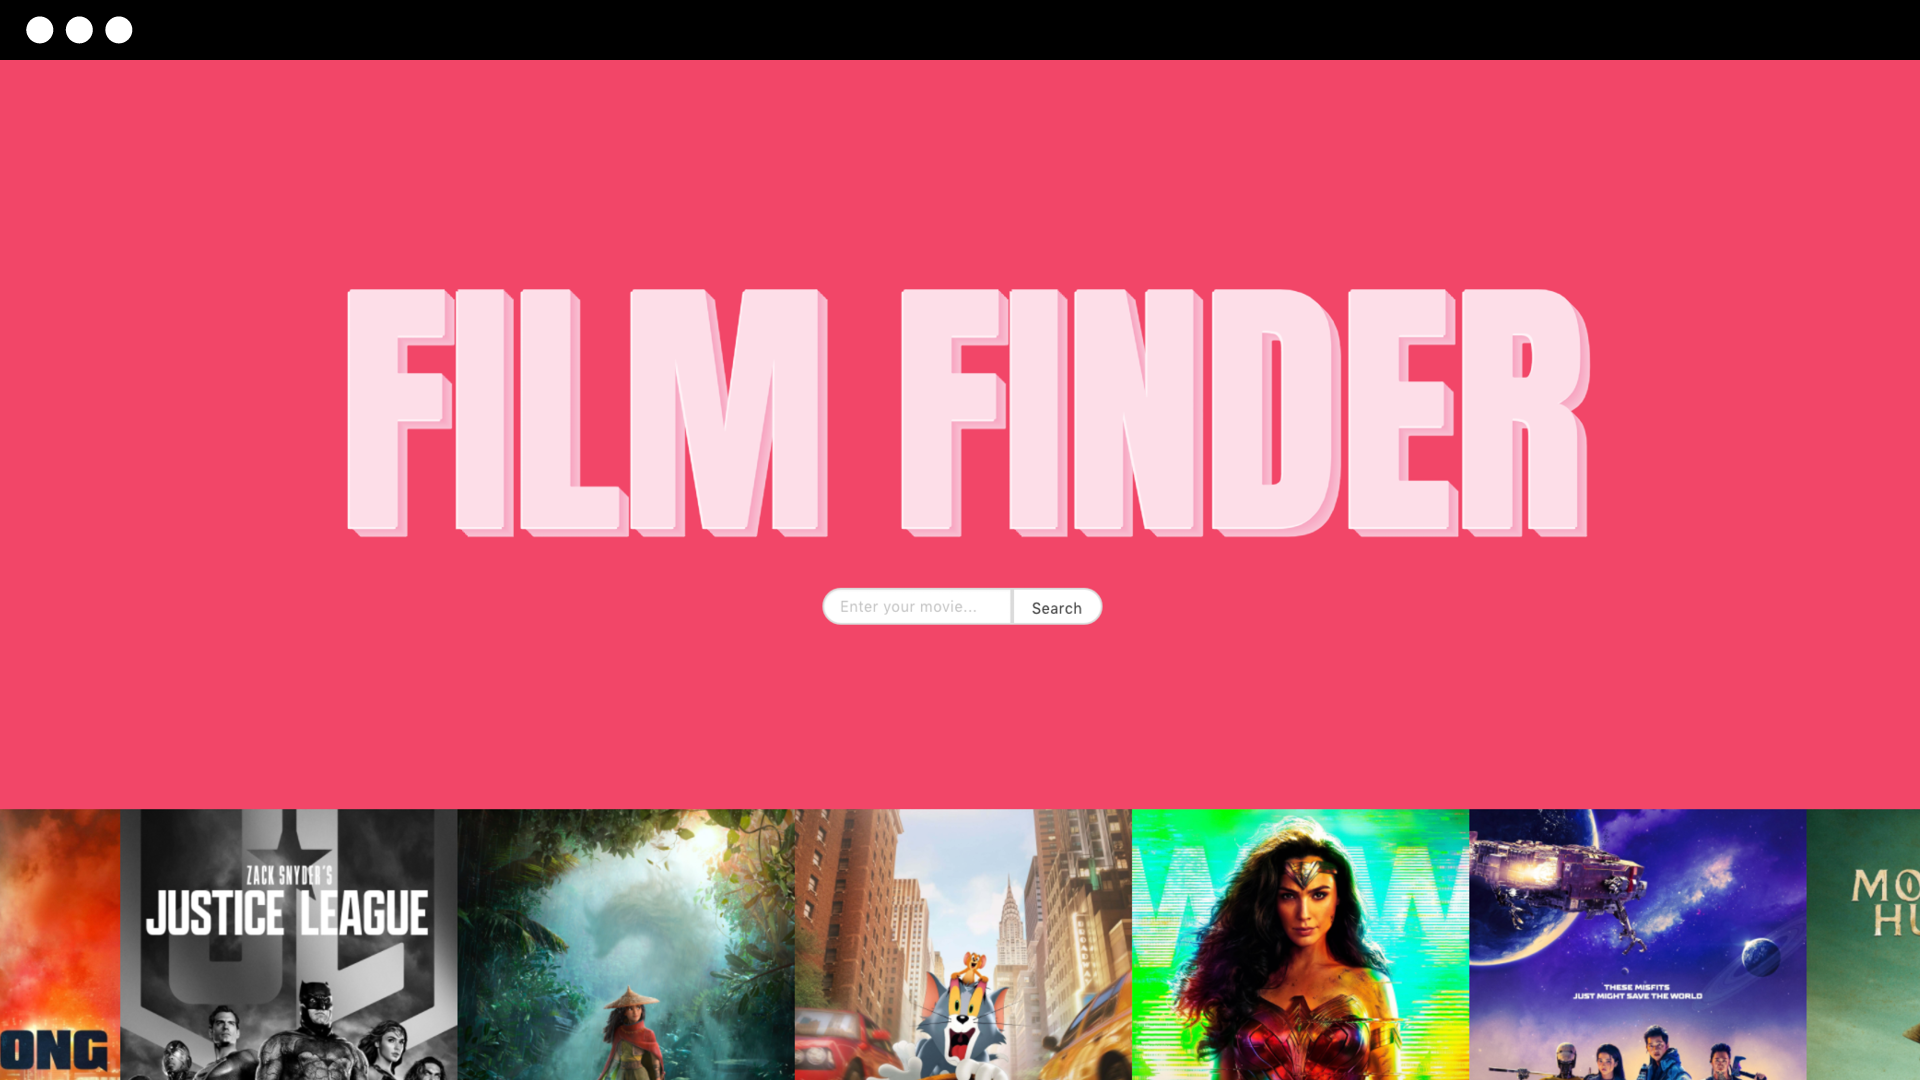 FILM FINDER
Enter your movie...
Search
ZACK SNYDER'S
JUSTICE LEAGUE
ONG
WW
THESE MISFITS
JUST MIGHT SAVE THE WORLD
MO
HU